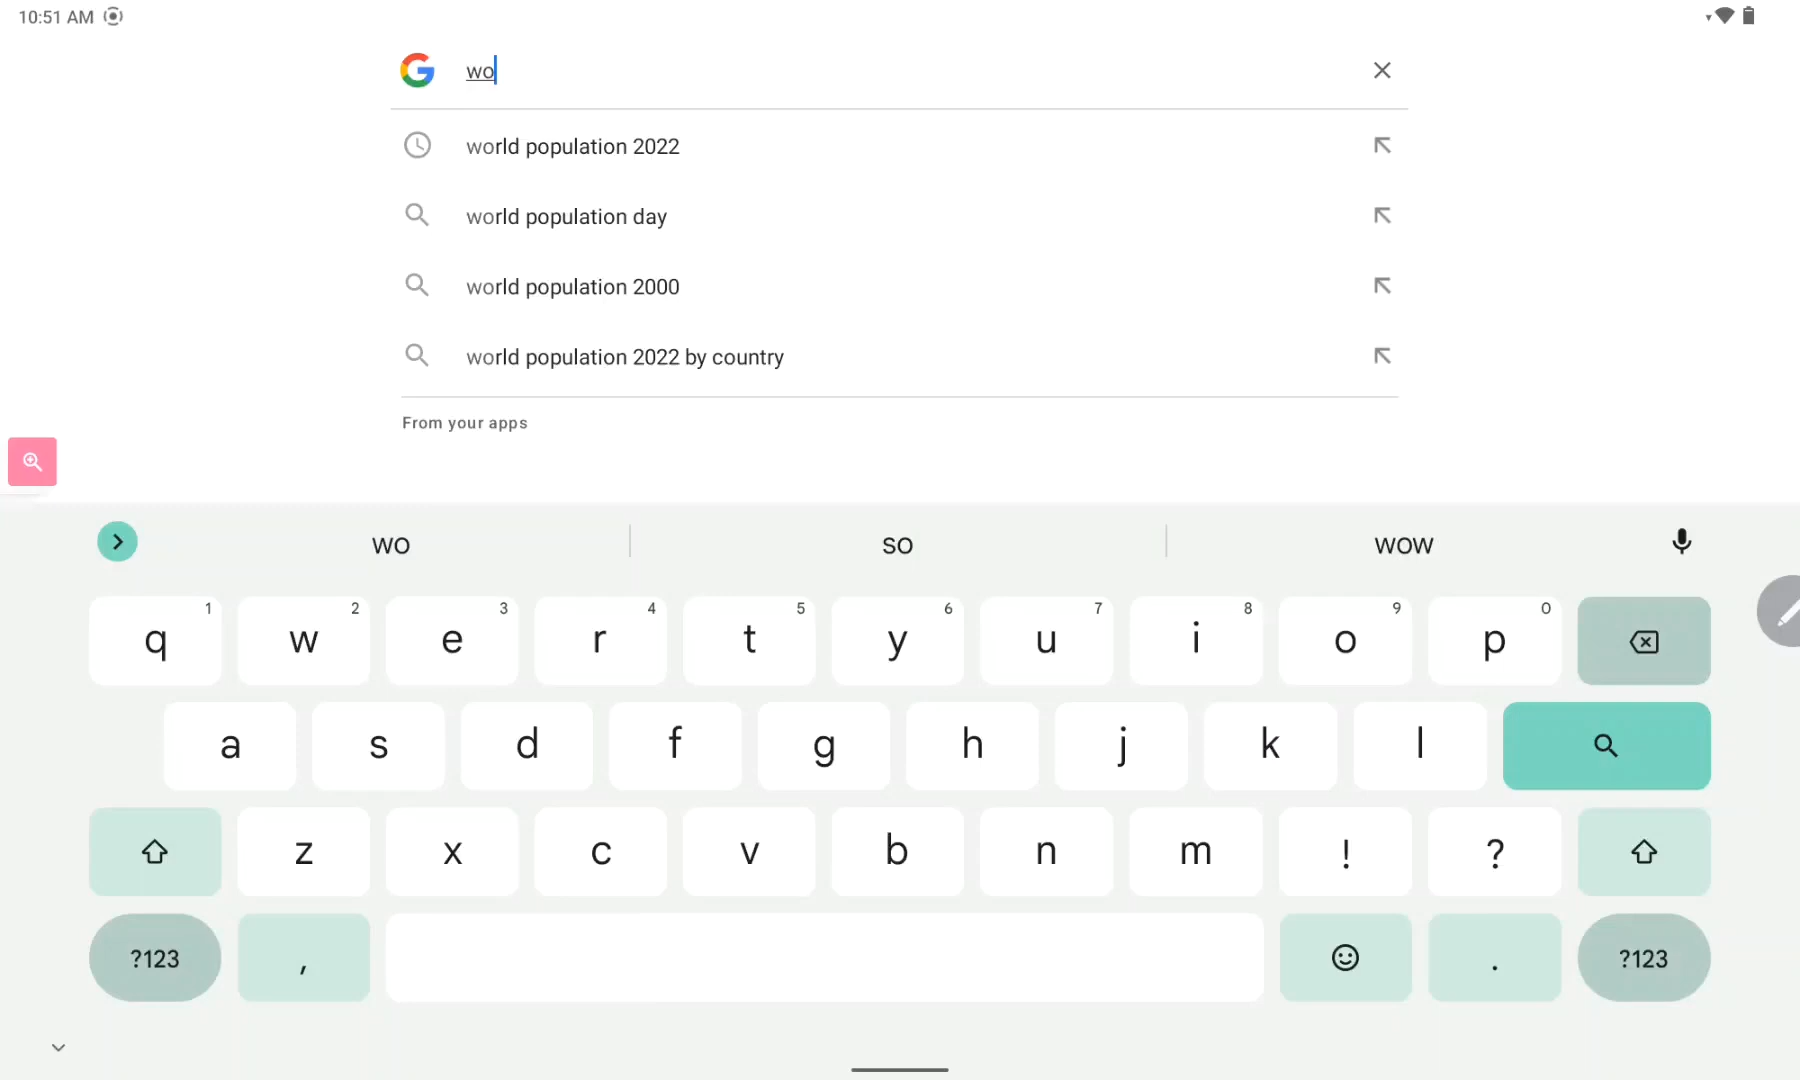 10:51 AM
wo
world population 2022
world population day
world population 2000
world population 2022 by country
From your apps
wo so wow
q 1 w 2 e 3 r 4 t 5 y 6 u 7 i 8 o 9 p 0
a s d f g h j k l
z x c v b n m ! ?
?123 , . ?123